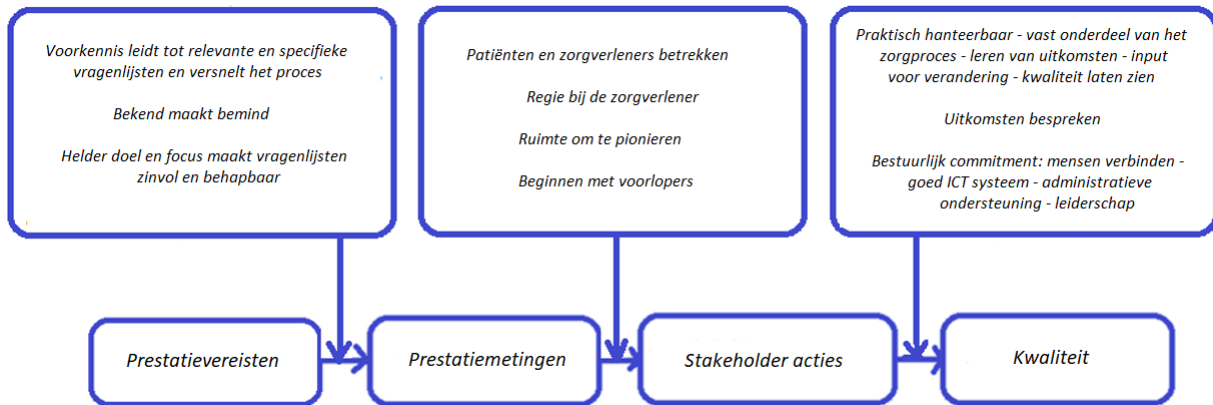 Voorkennis leidt tot relevante en specifieke
vragenlijsten en versnelt het proces
Bekend maakt bemind
Helder doel en focus maakt vragenlijsten
zinvol en behapbaar
Patiënten en zorgverleners betrekken
Regie bij de zorgverlener
Ruimte om te pionieren
Beginnen met voorlopers
Praktisch hanteerbaar - vast onderdeel van het
zorgproces - leren van uitkomsten - input
voor verandering - kwaliteit laten zien
Uitkomsten bespreken
Bestuurlijk commitment: mensen verbinden -
goed ICT systeem - administratieve
ondersteuning - leiderschap
Prestatievereisten
Prestatiemetingen
Stakeholder acties
Kwaliteit